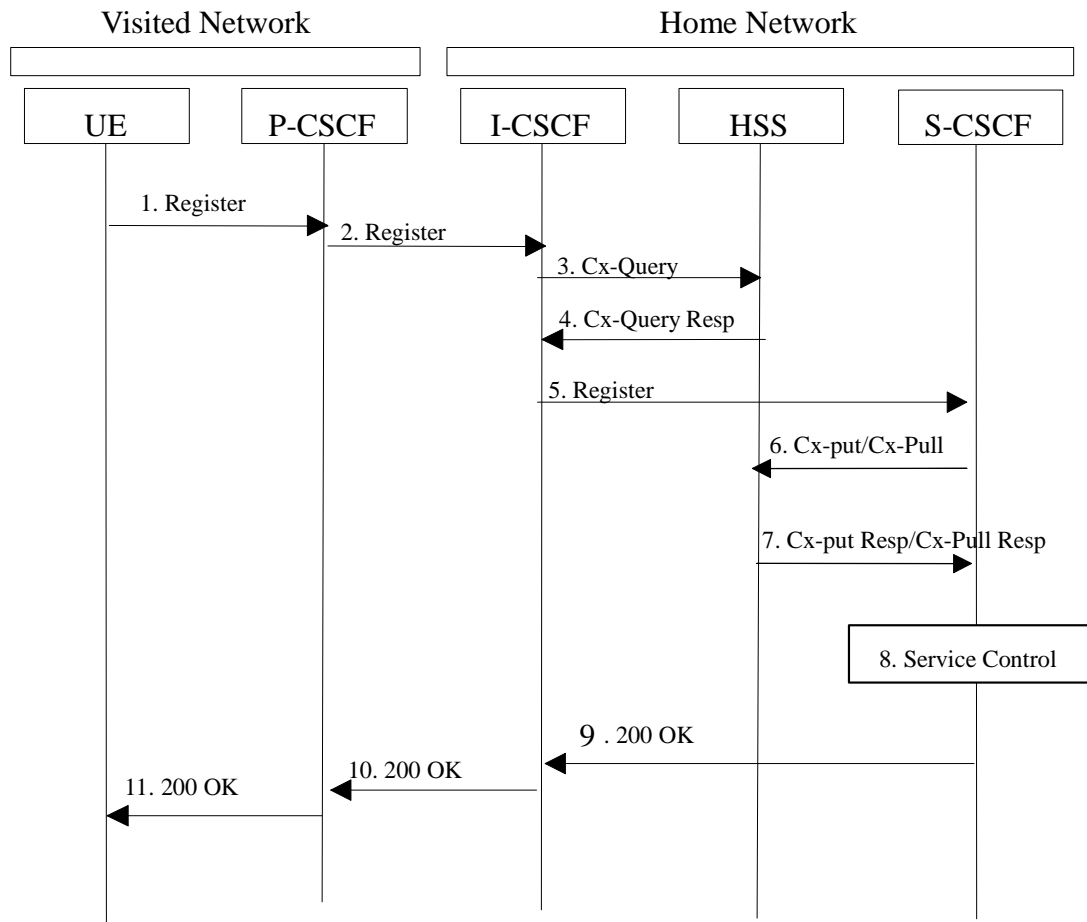 Visited Network
Home Network
UE
P-CSCF
I-CSCF
HSS
S-CSCF
1. Register
2. Register
3. Cx-Query
4. Cx-Query Resp
5. Register
6. Cx-put/Cx-Pull
7. Cx-put Resp/Cx-Pull Resp
8. Service Control
9 . 200 OK
10. 200 OK
11. 200 OK